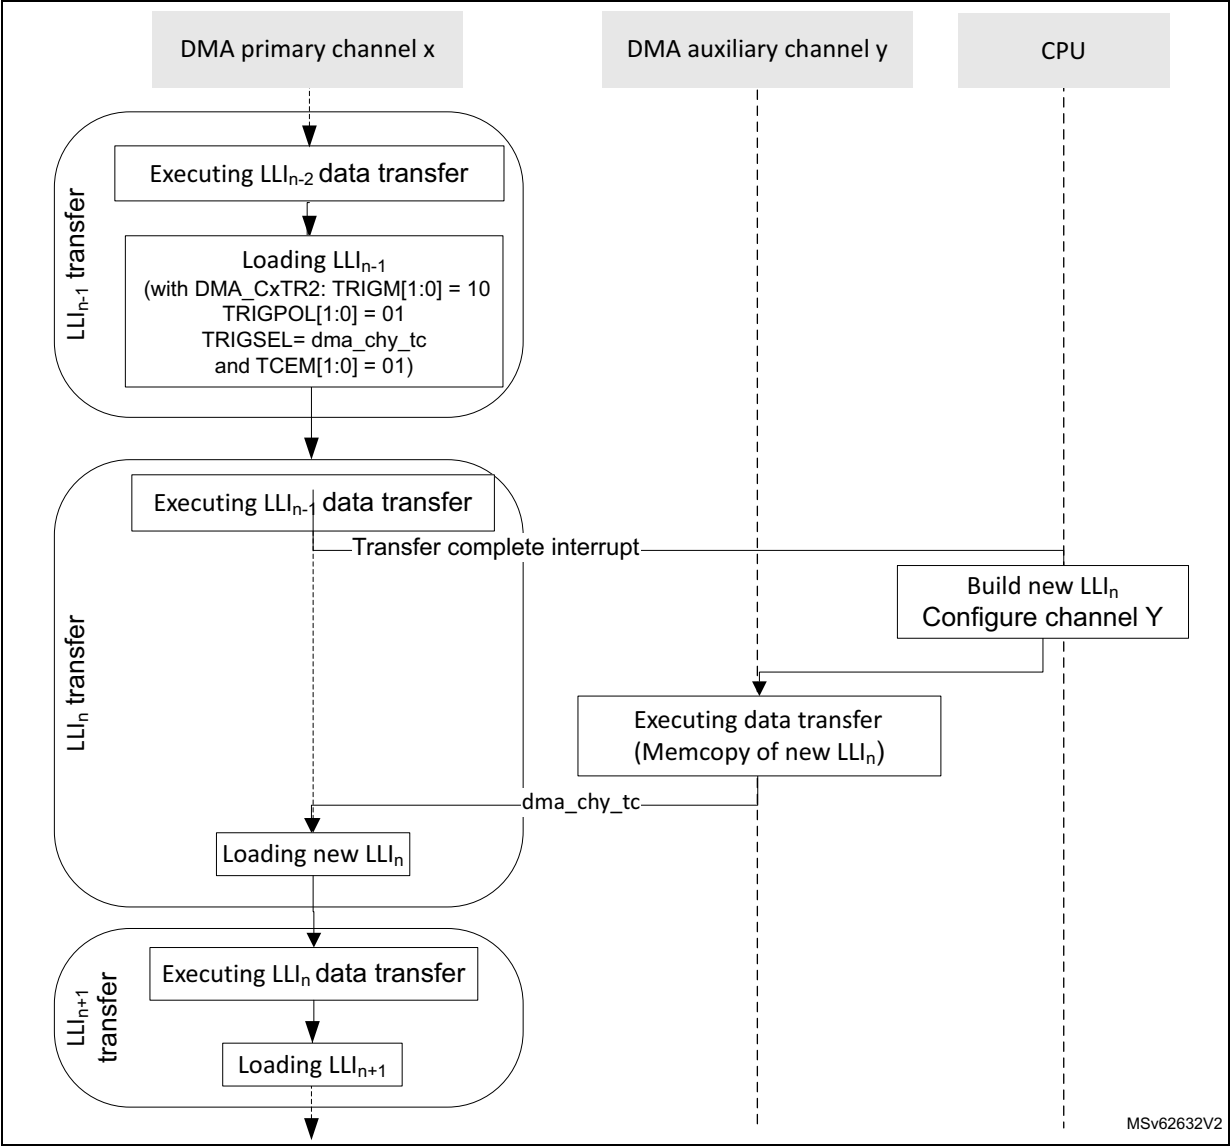 DMA primary channel x
DMA auxiliary channel y
CPU
LLIn-1 transfer
Executing LLIn-2 data transfer
Loading LLIn-1
(with DMA_CxTR2: TRIGM[1:0] = 10
TRIGPOL[1:0] = 01
TRIGSEL= dma_chy_tc
and TCEM[1:0] = 01)
LLIn transfer
Executing LLIn-1 data transfer
Transfer complete interrupt
Build new LLIn
Configure channel Y
Executing data transfer
(Memcopy of new LLIn)
dma_chy_tc
Loading new LLIn
LLIn+1
transfer
Executing LLIn data transfer
Loading LLIn+1
MSv62632V2